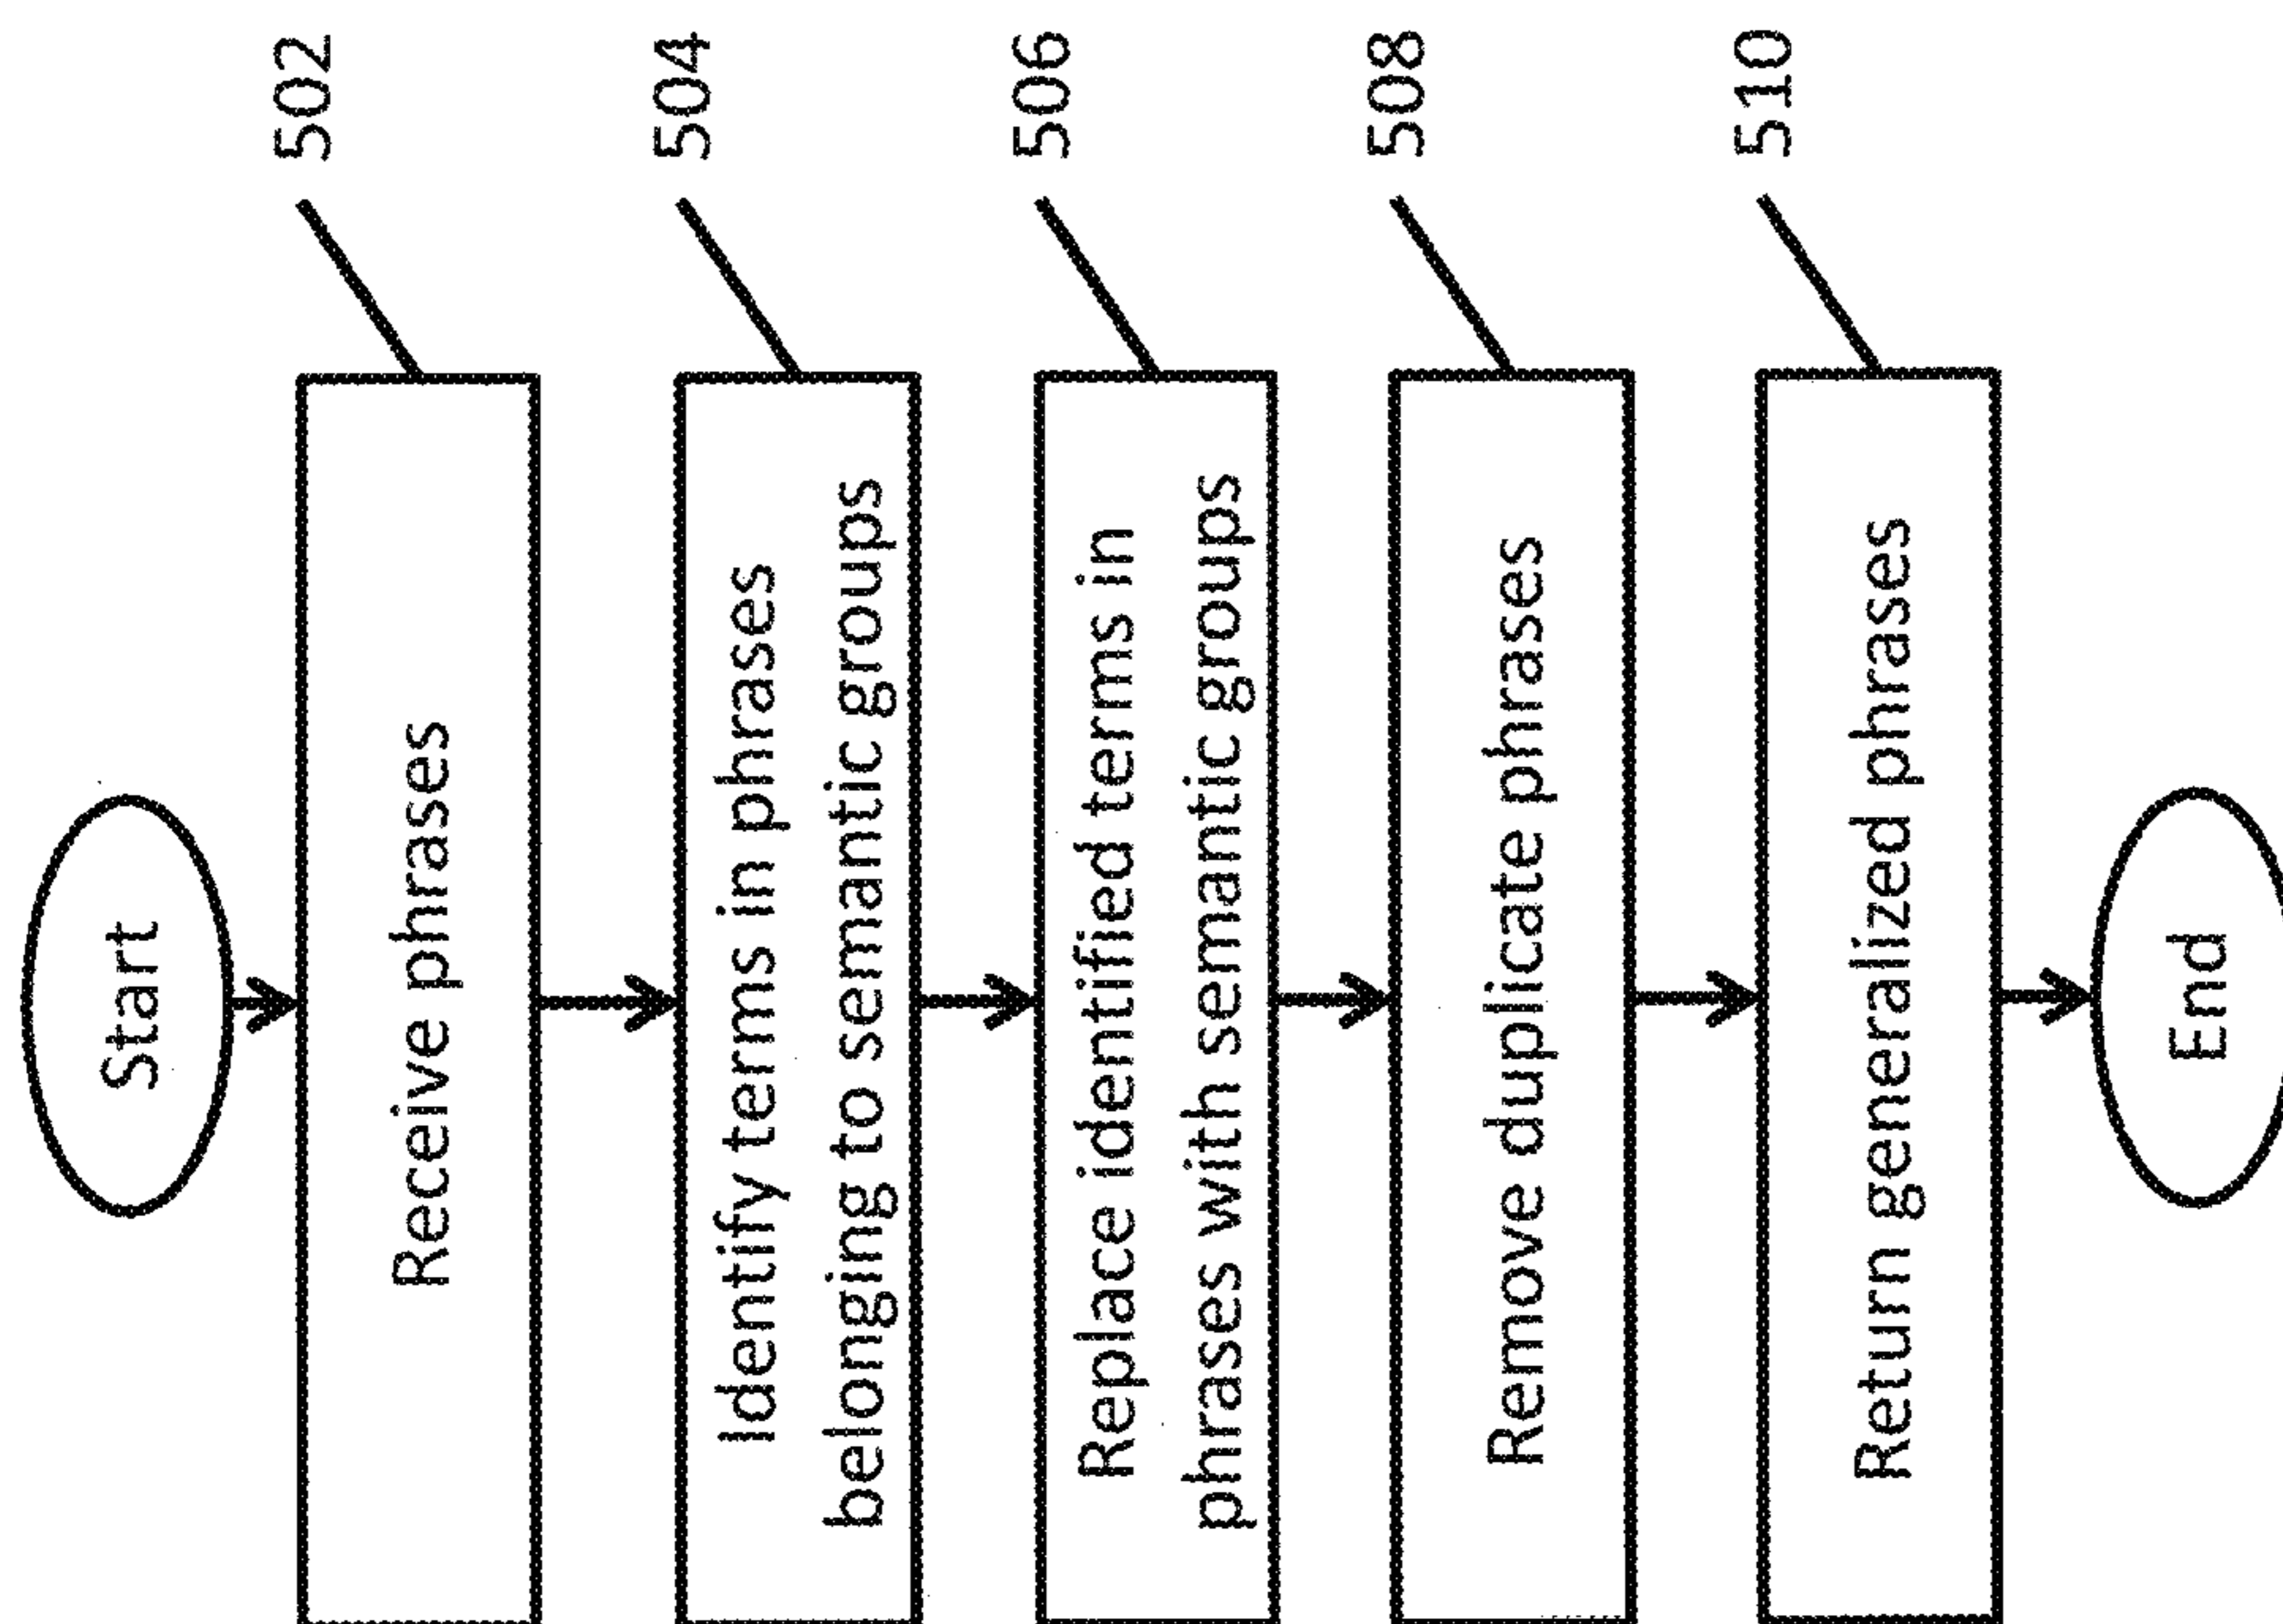 Start
Receive phrases
502
Identify terms in phrases
belonging to semantic groups
504
Replace identified terms in
phrases with semantic groups
506
Remove duplicate phrases
508
Return generalized phrases
510
End